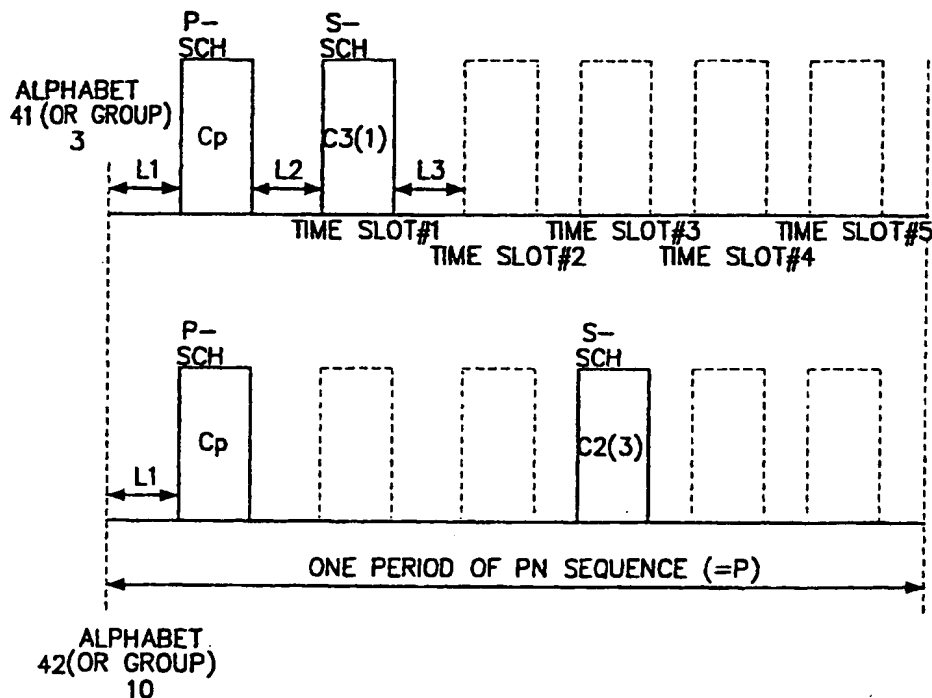 P-
SCH
S-
SCH
ALPHABET
41 (OR GROUP)
3
Cp
C3(1)
L1
L2
L3
TIME SLOT#1
TIME SLOT#2
TIME SLOT#3
TIME SLOT#4
TIME SLOT#5
P-
SCH
S-
SCH
Cp
C2(3)
L1
ONE PERIOD OF PN SEQUENCE (=P)
ALPHABET
42(OR GROUP)
10